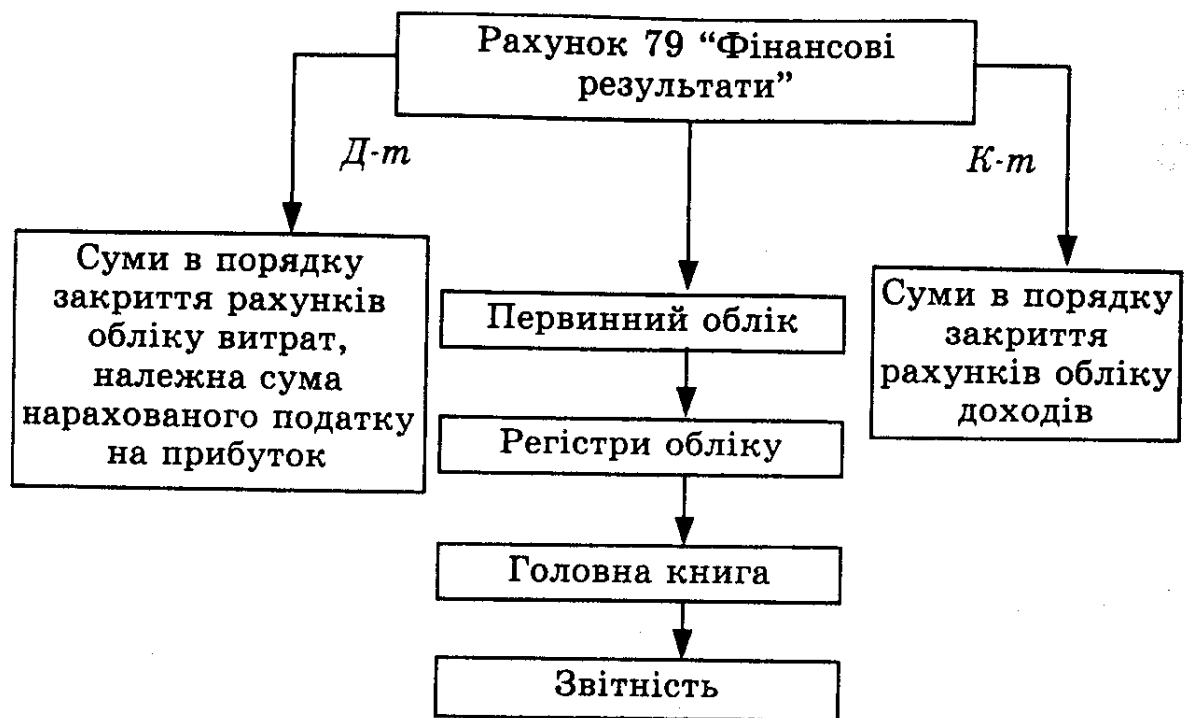 Рахунок 79 “Фінансові
результати”
Д-т
К-т
Суми в порядку
закриття рахунків
обліку витрат,
належна сума
нарахованого податку
на прибуток
Первинний облік
Регістри обліку
Головна книга
Звітність
Суми в порядку
закриття
рахунків обліку
доходів